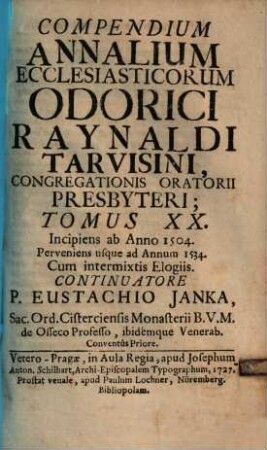 COMPENDIUM
ANNALIUM
ECCLESIASTICORUM
ODORICI
RAYNALDI
TARVISINI,
CONGREGATIONIS ORATORII
PRESBYTERI;
TOMUS XX.
Incipiens ab Anno 1504.
Perveniens usque ad Annum 1534.
Cum intermixtis Elogiis.
CONTINUATORE
P. EUSTACHIO JANKA,
Sac. Ord. Cisterciensis Monasterii B. V. M.
de Osseco Professo, ibidemque Venerab.
Conventûs Priore.
Vetero-Pragæ, in Aula Regia, apud Josephum
Anton. Schilhart, Archi-Episcopalem Typographum, 1727.
Prostat venale, apud Paulum Lochner, Nüremberg.
Bibliopolam.